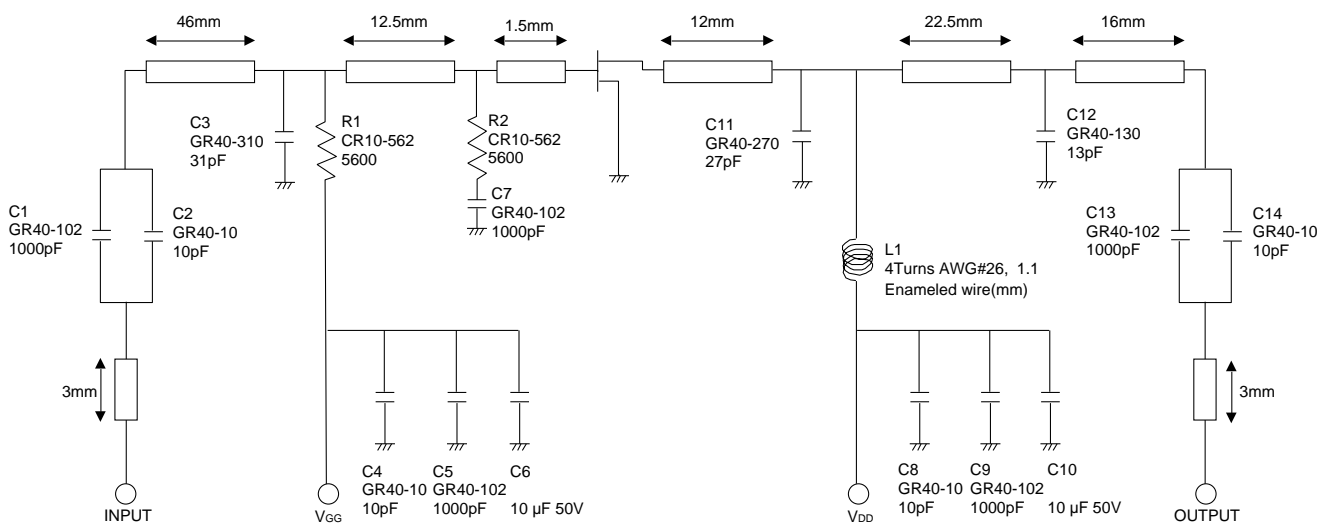 46mm
12.5mm
1.5mm
12mm
22.5mm
16mm
C3
GR40-310
31pF
R1
CR10-562
5600
R2
CR10-562
5600
C7
GR40-102
1000pF
C11
GR40-270
27pF
C12
GR40-130
13pF
C1
GR40-102
1000pF
C2
GR40-10
10pF
C13
GR40-102
1000pF
C14
GR40-10
10pF
L1
4Turns AWG#26, 1.1
Enameled wire(mm)
3mm
3mm
C4
GR40-10
10pF
C5
GR40-102
1000pF
C6
10 µF 50V
C8
GR40-10
10pF
C9
GR40-102
1000pF
C10
10 µF 50V
INPUT
VGG
VDD
OUTPUT